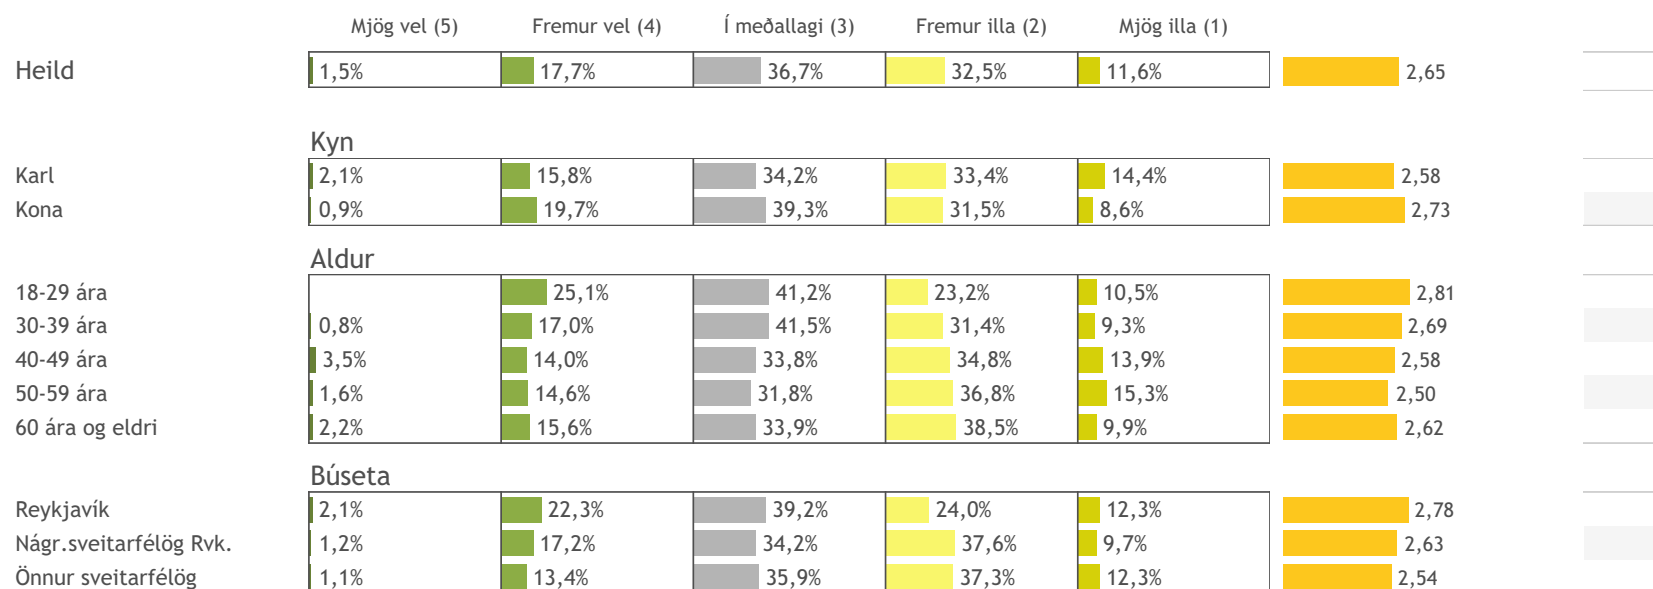 Mjög vel (5) Fremur vel (4) Í meðallagi (3) Fremur illa (2) Mjög illa (1)
Heild 1,5% 17,7% 36,7% 32,5% 11,6% 2,65
Kyn
Karl 2,1% 15,8% 34,2% 33,4% 14,4% 2,58
Kona 0,9% 19,7% 39,3% 31,5% 8,6% 2,73
Aldur
18-29 ára 25,1% 41,2% 23,2% 10,5% 2,81
30-39 ára 0,8% 17,0% 41,5% 31,4% 9,3% 2,69
40-49 ára 3,5% 14,0% 33,8% 34,8% 13,9% 2,58
50-59 ára 1,6% 14,6% 31,8% 36,8% 15,3% 2,50
60 ára og eldri 2,2% 15,6% 33,9% 38,5% 9,9% 2,62
Búseta
Reykjavík 2,1% 22,3% 39,2% 24,0% 12,3% 2,78
Nágr.sveitarfélög Rvk. 1,2% 17,2% 34,2% 37,6% 9,7% 2,63
Önnur sveitarfélög 1,1% 13,4% 35,9% 37,3% 12,3% 2,54